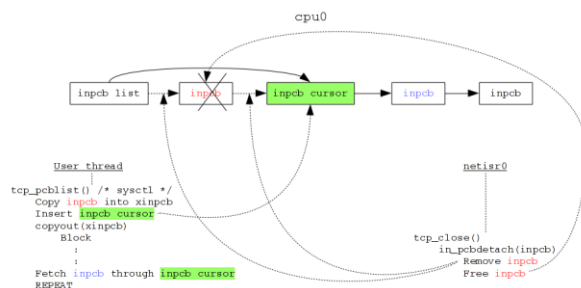 cpu0
inpcb list inpcb inpcb cursor inpcb inpcb
User thread
tcp_pcblist() /* sysctl */
Copy inpcb into xinpcb
Insert inpcb cursor
copyout(xinpcb)
Block
:
:
Fetch inpcb through inpcb cursor
REPEAT
netisr0
tcp_close()
in_pcbdetach(inpcb)
Remove inpcb
Free inpcb